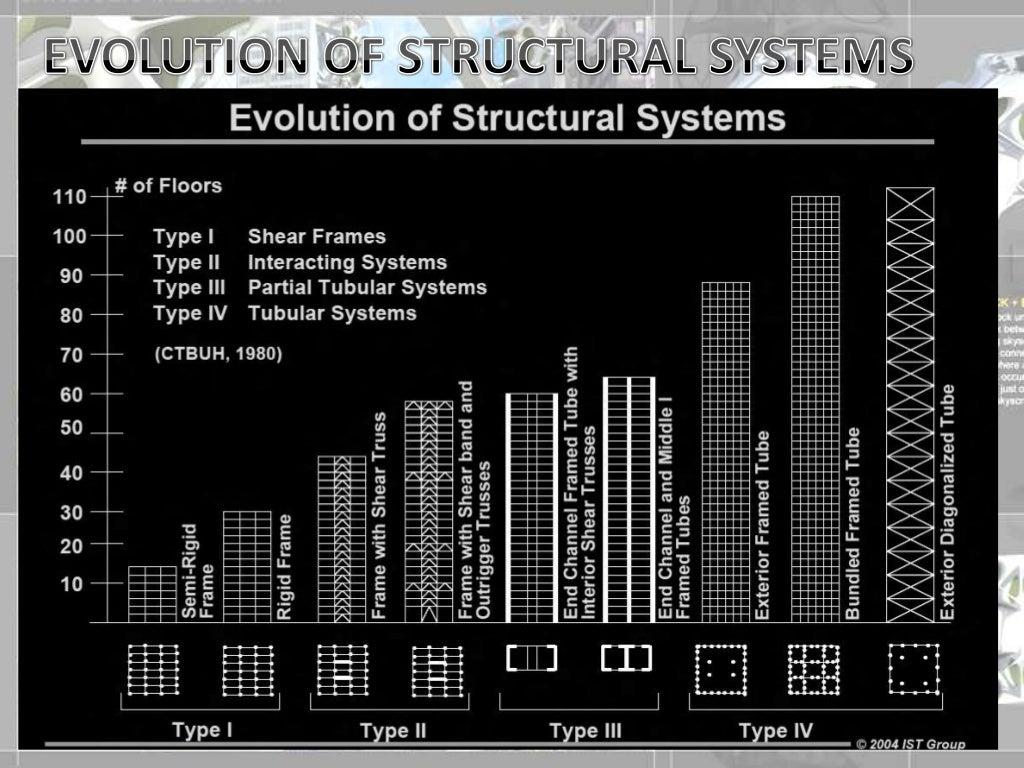 EVOLUTION OF STRUCTURAL SYSTEMS
Evolution of Structural Systems
# of Floors
110
100
90
80
70
60
50
40
30
20
10
Type I Shear Frames
Type II Interacting Systems
Type III Partial Tubular Systems
Type IV Tubular Systems
(CTBUH, 1980)
Semi-Rigid
Frame
Rigid Frame
Frame with Shear Truss
Frame with Shear band and
Outrigger Trusses
End Channel Framed Tube with
Interior Shear Trusses
End Channel and Middle I
Framed Tubes
Exterior Framed Tube
Bundled Framed Tube
Exterior Diagonalized Tube
Type I
Type II
Type III
Type IV
© 2004 IST Group